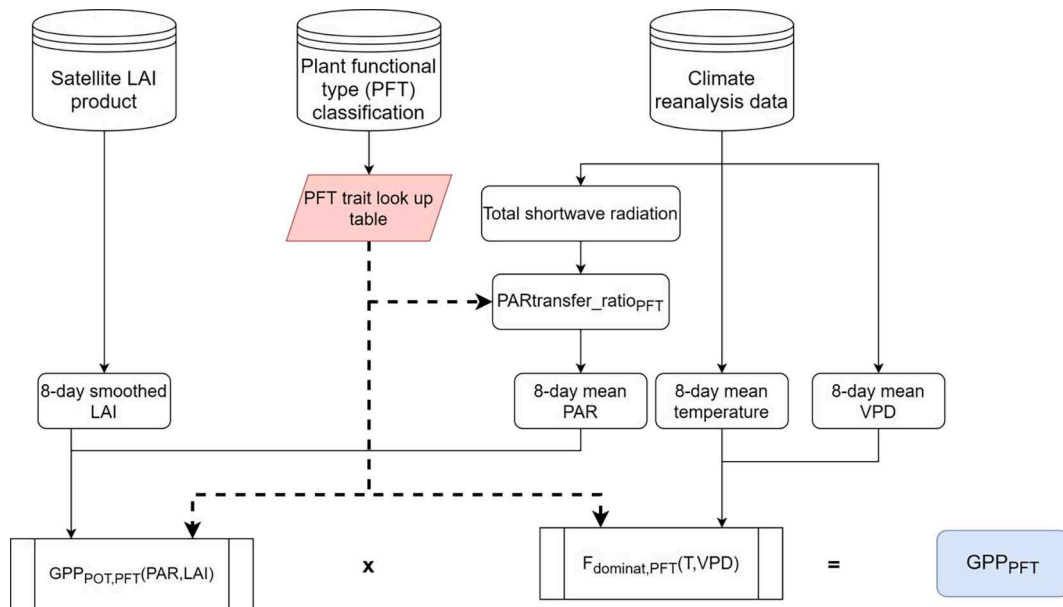 Satellite LAI
product
Plant functional
type (PFT)
classification
Climate
reanalysis data
PFT trait look up
table
Total shortwave radiation
PARtransfer_ratioPFT
8-day smoothed
LAI
8-day mean
PAR
8-day mean
temperature
8-day mean
VPD
GPPPOT,PFT(PAR,LAI)
x
Fdominat,PFT(T,VPD)
=
GPPPFT